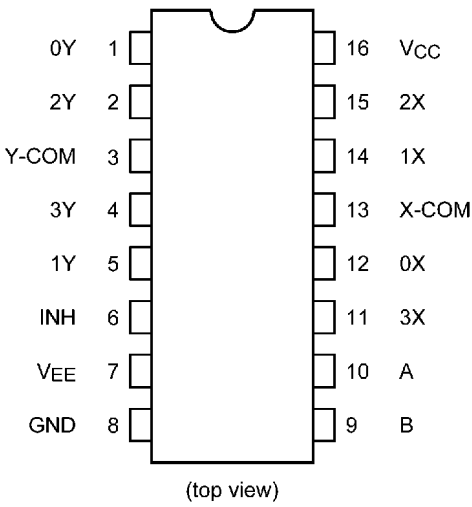 0Y 1 16 VCC
2Y 2 15 2X
Y-COM 3 14 1X
3Y 4 13 X-COM
1Y 5 12 0X
INH 6 11 3X
VEE 7 10 A
GND 8 9 B
(top view)